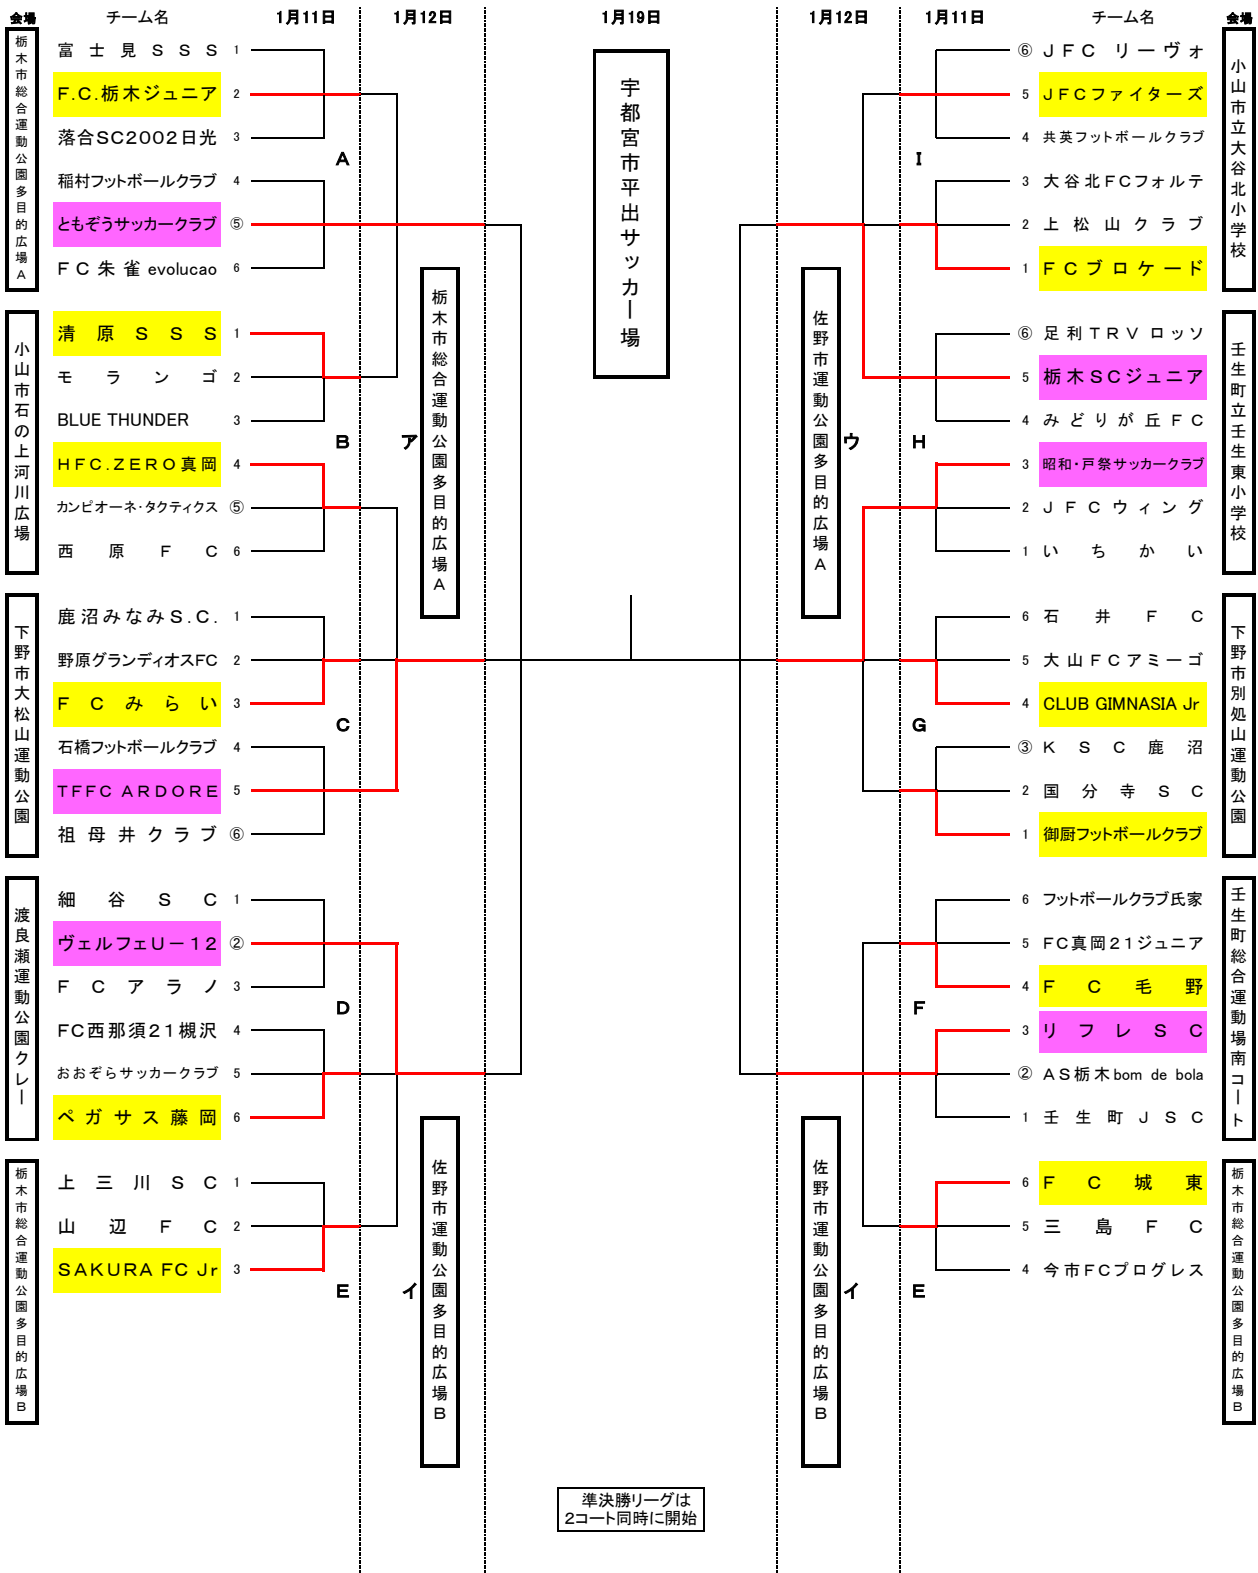 会場 チーム名 1月11日 1月12日 1月19日 1月12日 1月11日 チーム名 会場
栃木市総合運動公園多目的広場A
富士見SSS 1
F.C.栃木ジュニア 2
落合SC2002日光 3
A
稲村フットボールクラブ 4
ともぞうサッカークラブ ⑤
FC朱雀evolucao 6
小山市石の上河川広場
清原SSS 1
モランゴ 2
BLUE THUNDER 3
B
HFC.ZERO真岡 4
カンピオーネ・タクティクス ⑤
西原FC 6
下野市大松山運動公園
鹿沼みなみS.C. 1
野原グランディオスFC 2
FCみらい 3
C
石橋フットボールクラブ 4
TFFC ARDORE 5
祖母井クラブ ⑥
渡良瀬運動公園クレー
細谷SC 1
ヴェルフェU-12 ②
FCアラノ 3
D
FC西那須21槻沢 4
おおぞらサッカークラブ 5
ペガサス藤岡 6
栃木市総合運動公園多目的広場B
上三川SC 1
山辺FC 2
SAKURA FC Jr 3
E
ア
栃木市総合運動公園多目的広場A
イ
佐野市運動公園多目的広場B
宇都宮市平出サッカー場
準決勝リーグは
2コート同時に開始
佐野市運動公園多目的広場A
ウ
佐野市運動公園多目的広場B
イ
⑥ JFC リーヴォ
5 JFCファイターズ
4 共英フットボールクラブ
I
3 大谷北FCフォルテ
2 上松山クラブ
1 FCブロケード
小山市立大谷北小学校
⑥ 足利TRVロッソ
5 栃木SCジュニア
4 みどりが丘FC
H
3 昭和・戸祭サッカークラブ
2 JFCウィング
1 いちかい
壬生町立壬生東小学校
6 石井FC
5 大山FCアミーゴ
4 CLUB GIMNASIA Jr
G
③ KSC鹿沼
2 国分寺SC
1 御厨フットボールクラブ
下野市別処山運動公園
6 フットボールクラブ氏家
5 FC真岡21ジュニア
4 FC毛野
F
3 リフレSC
② AS栃木bom de bola
1 壬生町JSC
壬生町総合運動場南コート
6 FC城東
5 三島FC
4 今市FCプログレス
E
栃木市総合運動公園多目的広場B